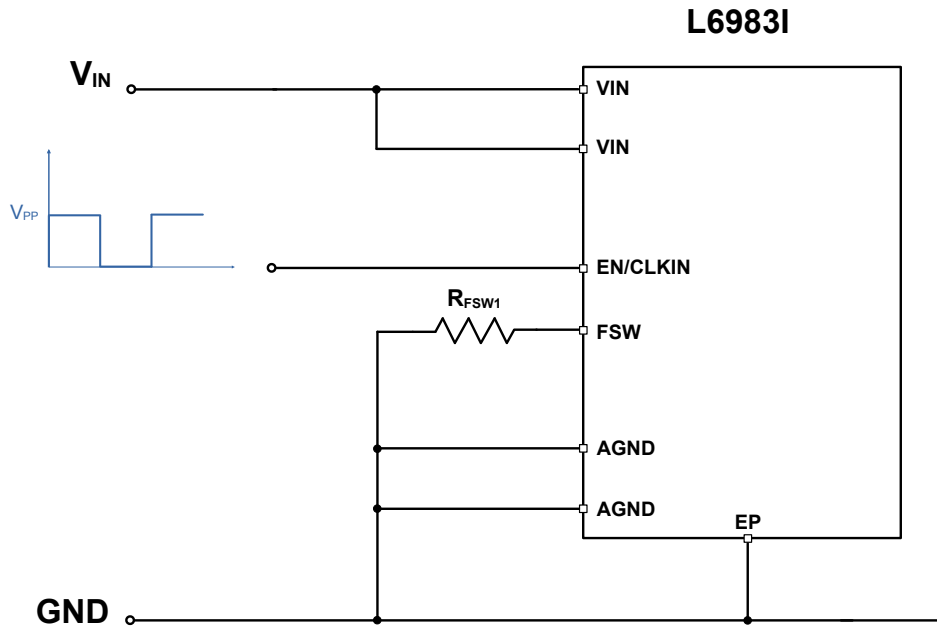 L6983I
VIN
VIN
VIN
VPP
EN/CLKIN
RFSW1
FSW
AGND
AGND
EP
GND